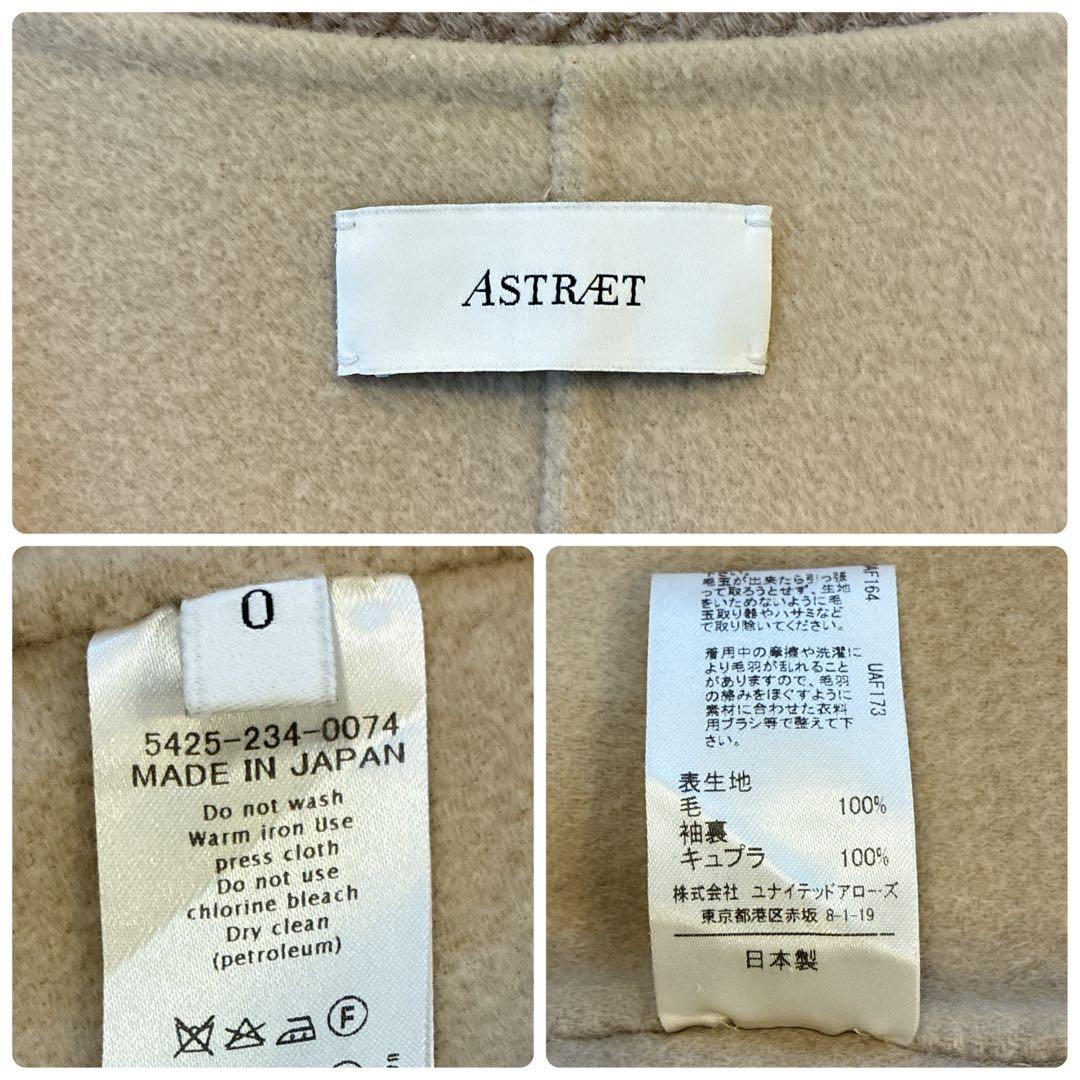 ASTRÆT
0
5425-234-0074
MADE IN JAPAN
Do not wash
Warm iron Use
press cloth
Do not use
chlorine bleach
Dry clean
(petroleum)
F
毛玉が出来たら引っ張
って取ろうとせず、生地
をいためないように毛
玉取り器やハサミなど
で取り除いてください。
着用中の摩擦や洗濯に
より毛羽が乱れること
がありますので、毛羽
の絡みをほぐすように
素材に合わせた衣料
用ブラシ等で整えて下
さい。
UAF173
表生地
毛 100%
袖裏
キュプラ 100%
株式会社 ユナイテッドアローズ
東京都港区赤坂 8-1-19
日本製